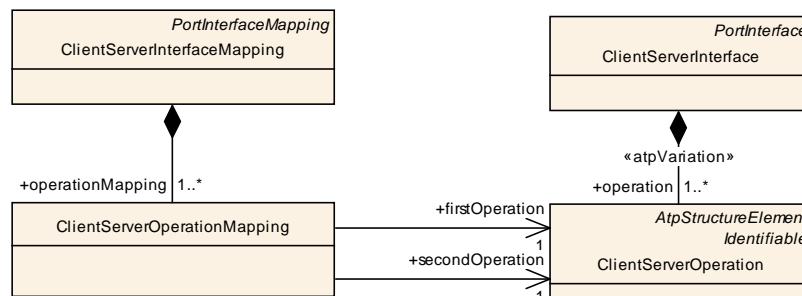 PortInterfaceMapping
ClientServerInterfaceMapping
PortInterface
ClientServerInterface
«atpVariation»
+operationMapping 1..*
+operation 1..*
ClientServerOperationMapping
+firstOperation
1
+secondOperation
1
AtpStructureElement
Identifiable
ClientServerOperation